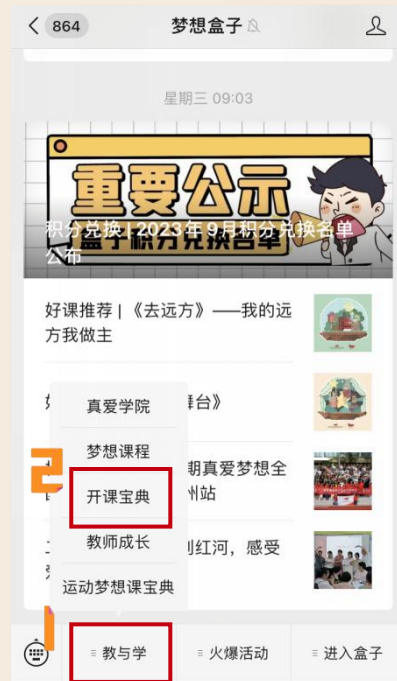 864
梦想盒子
星期三 09:03
重要公示
盒子积分兑换名单
积分兑换 | 2023年9月积分兑换名单
公布
好课推荐 | 《去远方》——我的远
方我做主
舞台》
期真爱梦想全
州站
到红河，感受
真爱学院
梦想课程
2
开课宝典
教师成长
运动梦想课宝典
1
教与学
火爆活动
进入盒子